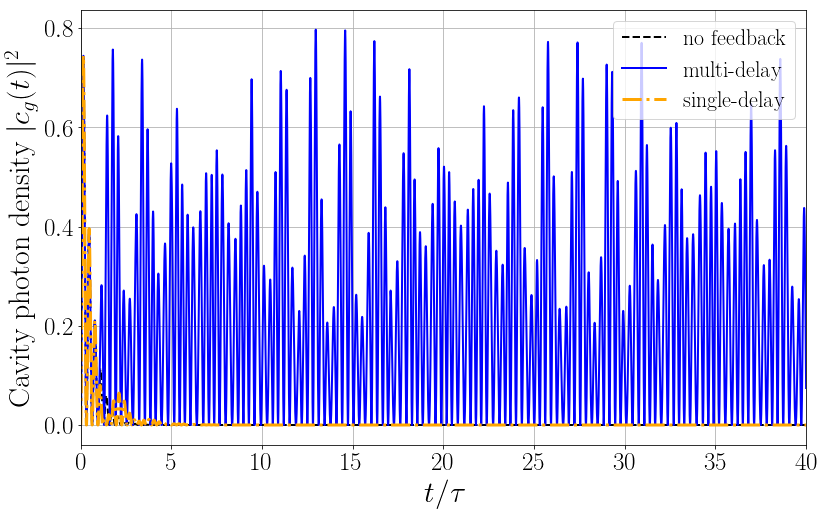 Cavity photon density $|c_g(t)|^2$
0.8
0.6
0.4
0.2
0.0
no feedback
multi-delay
single-delay
0 5 10 15 20 25 30 35 40
$t/\tau$